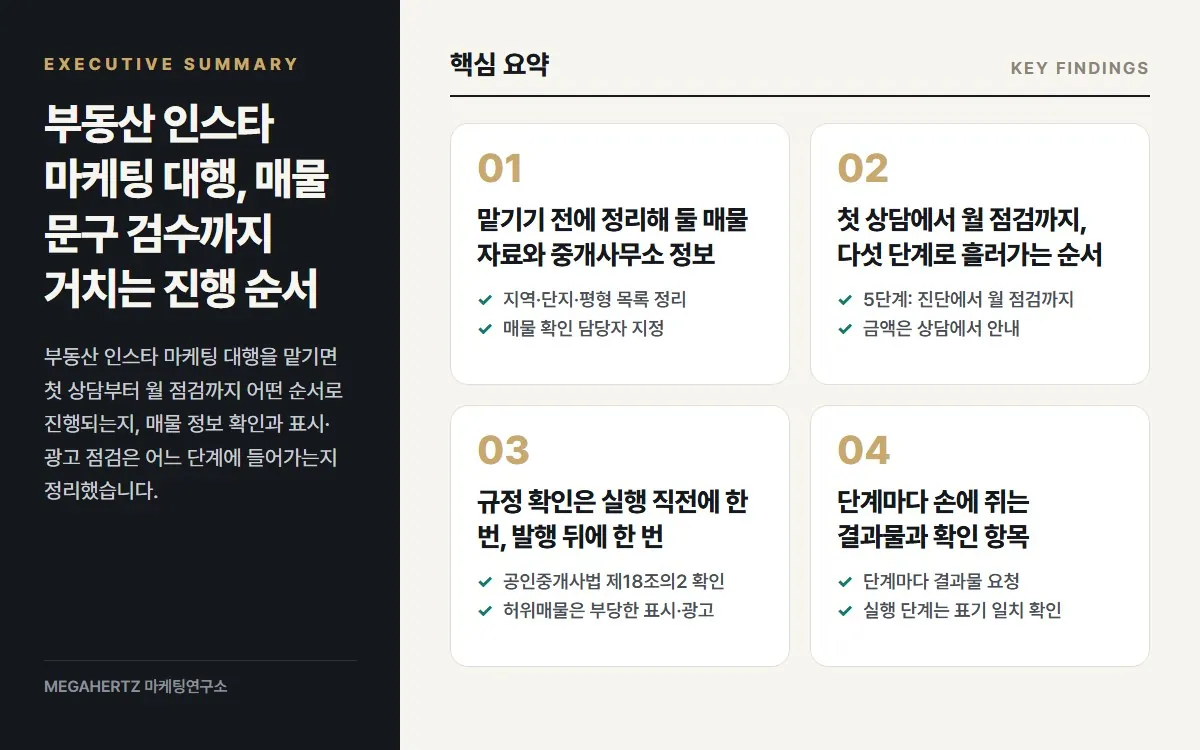 EXECUTIVE SUMMARY
부동산 인스타
마케팅 대행, 매물
문구 검수까지
거치는 진행 순서
부동산 인스타 마케팅 대행을 맡기면
첫 상담부터 월 점검까지 어떤 순서로
진행되는지, 매물 정보 확인과 표시·
광고 점검은 어느 단계에 들어가는지
정리했습니다.
MEGAHERTZ 마케팅연구소
핵심 요약
KEY FINDINGS
01
맡기기 전에 정리해 둘 매물
자료와 중개사무소 정보
지역·단지·평형 목록 정리
매물 확인 담당자 지정
02
첫 상담에서 월 점검까지,
다섯 단계로 흘러가는 순서
5단계: 진단에서 월 점검까지
금액은 상담에서 안내
03
규정 확인은 실행 직전에 한
번, 발행 뒤에 한 번
공인중개사법 제18조의2 확인
허위매물은 부당한 표시·광고
04
단계마다 손에 쥐는
결과물과 확인 항목
단계마다 결과물 요청
실행 단계는 표기 일치 확인